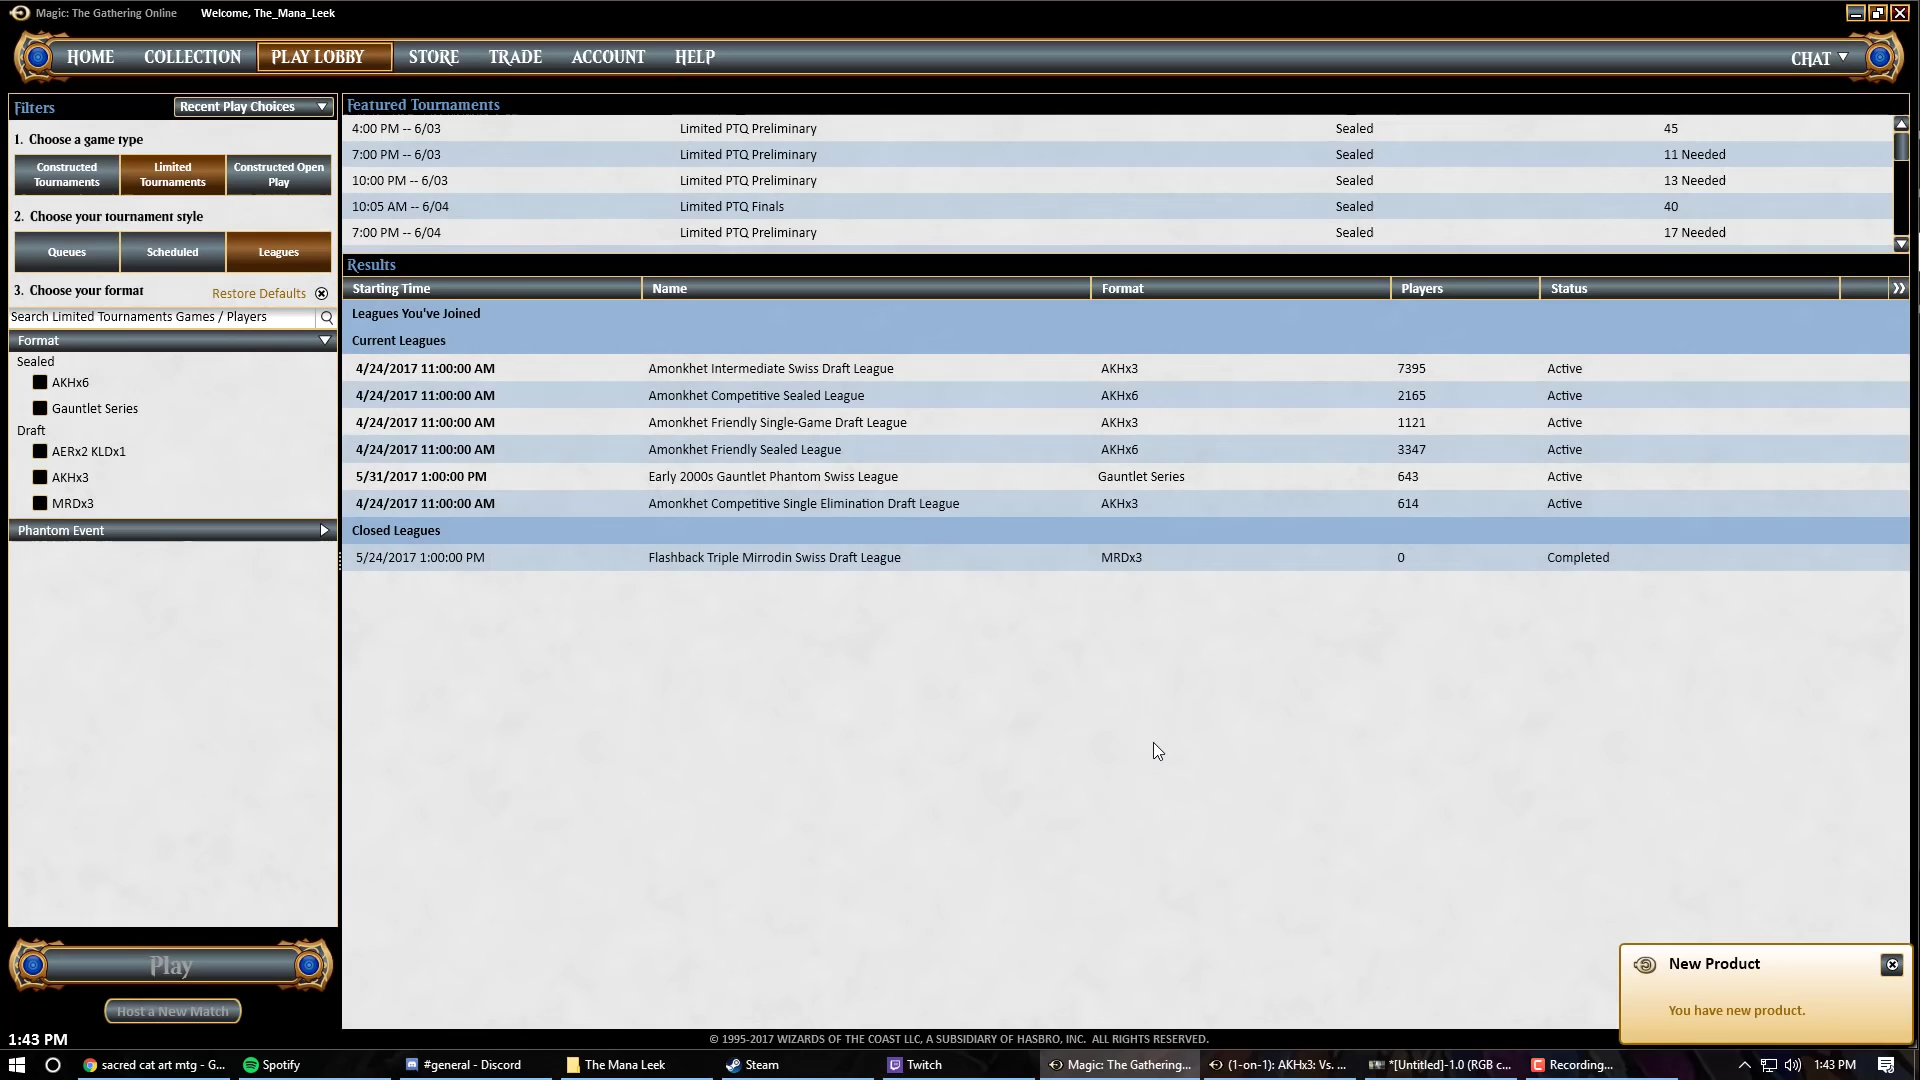 Magic: The Gathering Online Welcome, The_Mana_Leek
HOME COLLECTION PLAY LOBBY STORE TRADE ACCOUNT HELP CHAT
Filters Recent Play Choices
1. Choose a game type
Constructed Tournaments Limited Tournaments Constructed Open Play
2. Choose your tournament style
Queues Scheduled Leagues
3. Choose your format Restore Defaults
Search Limited Tournaments Games / Players
Format
Sealed
AKHx6
Gauntlet Series
Draft
AERx2 KLDx1
AKHx3
MRDx3
Phantom Event
Play
Host a New Match
1:43 PM
Featured Tournaments
4:00 PM -- 6/03 Limited PTQ Preliminary Sealed 45
7:00 PM -- 6/03 Limited PTQ Preliminary Sealed 11 Needed
10:00 PM -- 6/03 Limited PTQ Preliminary Sealed 13 Needed
10:05 AM -- 6/04 Limited PTQ Finals Sealed 40
7:00 PM -- 6/04 Limited PTQ Preliminary Sealed 17 Needed
Results
Starting Time Name Format Players Status
Leagues You've Joined
Current Leagues
4/24/2017 11:00:00 AM Amonkhet Intermediate Swiss Draft League AKHx3 7395 Active
4/24/2017 11:00:00 AM Amonkhet Competitive Sealed League AKHx6 2165 Active
4/24/2017 11:00:00 AM Amonkhet Friendly Single-Game Draft League AKHx3 1121 Active
4/24/2017 11:00:00 AM Amonkhet Friendly Sealed League AKHx6 3347 Active
5/31/2017 1:00:00 PM Early 2000s Gauntlet Phantom Swiss League Gauntlet Series 643 Active
4/24/2017 11:00:00 AM Amonkhet Competitive Single Elimination Draft League AKHx3 614 Active
Closed Leagues
5/24/2017 1:00:00 PM Flashback Triple Mirrodin Swiss Draft League MRDx3 0 Completed
New Product
You have new product.
© 1995-2017 WIZARDS OF THE COAST LLC, A SUBSIDIARY OF HASBRO, INC. ALL RIGHTS RESERVED.
sacred cat art mtg - G... Spotify #general - Discord The Mana Leek Steam Twitch Magic: The Gathering... (1-on-1): AKHx3: Vs. ... *[Untitled]-1.0 (RGB c... Recording... 1:43 PM